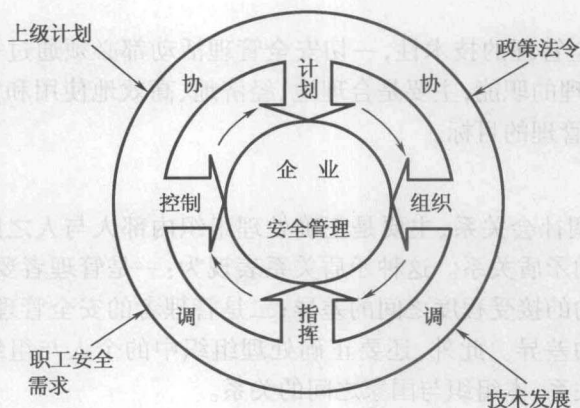 上级计划
政策法令
协
计划
协
企 业
控制
组织
安全管理
调
指挥
调
职工安全
需求
技术发展